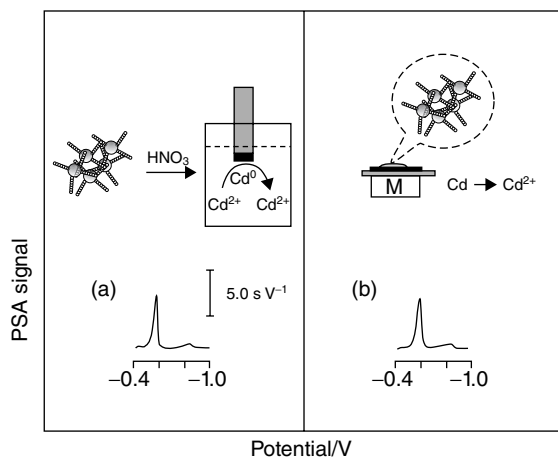 PSA signal
HNO₃
Cd⁰
Cd²⁺ Cd²⁺
(a)
5.0 s V⁻¹
−0.4 −1.0
M
Cd → Cd²⁺
(b)
−0.4 −1.0
Potential/V